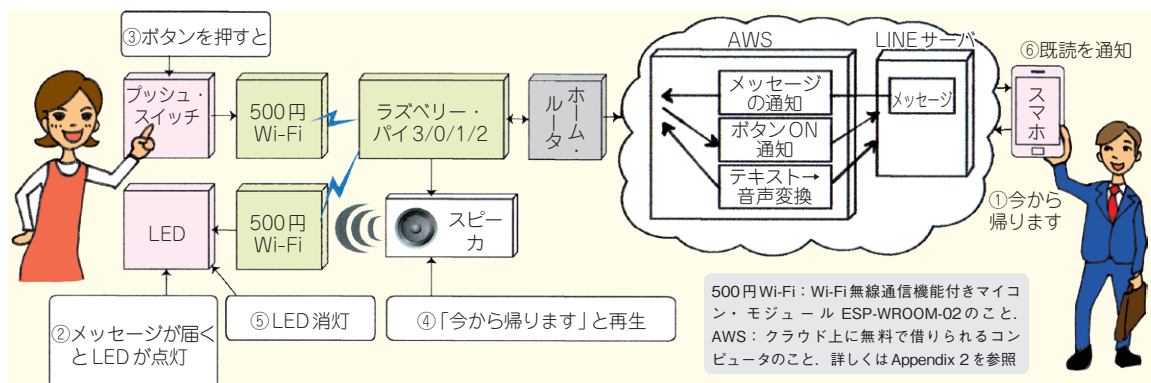 ③ボタンを押すと
プッシュ・
スイッチ
500円
Wi-Fi
ラズベリー・
パイ3/0/1/2
ホーム・
ルータ
AWS
メッセージ
の通知
ボタンON
通知
テキスト→
音声変換
LINEサーバ
メッセージ
⑥既読を通知
スマホ
①今から
帰ります
LED
500円
Wi-Fi
スピー
カ
②メッセージが届く
とLEDが点灯
⑤LED消灯
④「今から帰ります」と再生
500円Wi-Fi：Wi-Fi無線通信機能付きマイコ
ン・モジュールESP-WROOM-02のこと．
AWS：クラウド上に無料で借りられるコン
ピュータのこと．詳しくはAppendix 2を参照